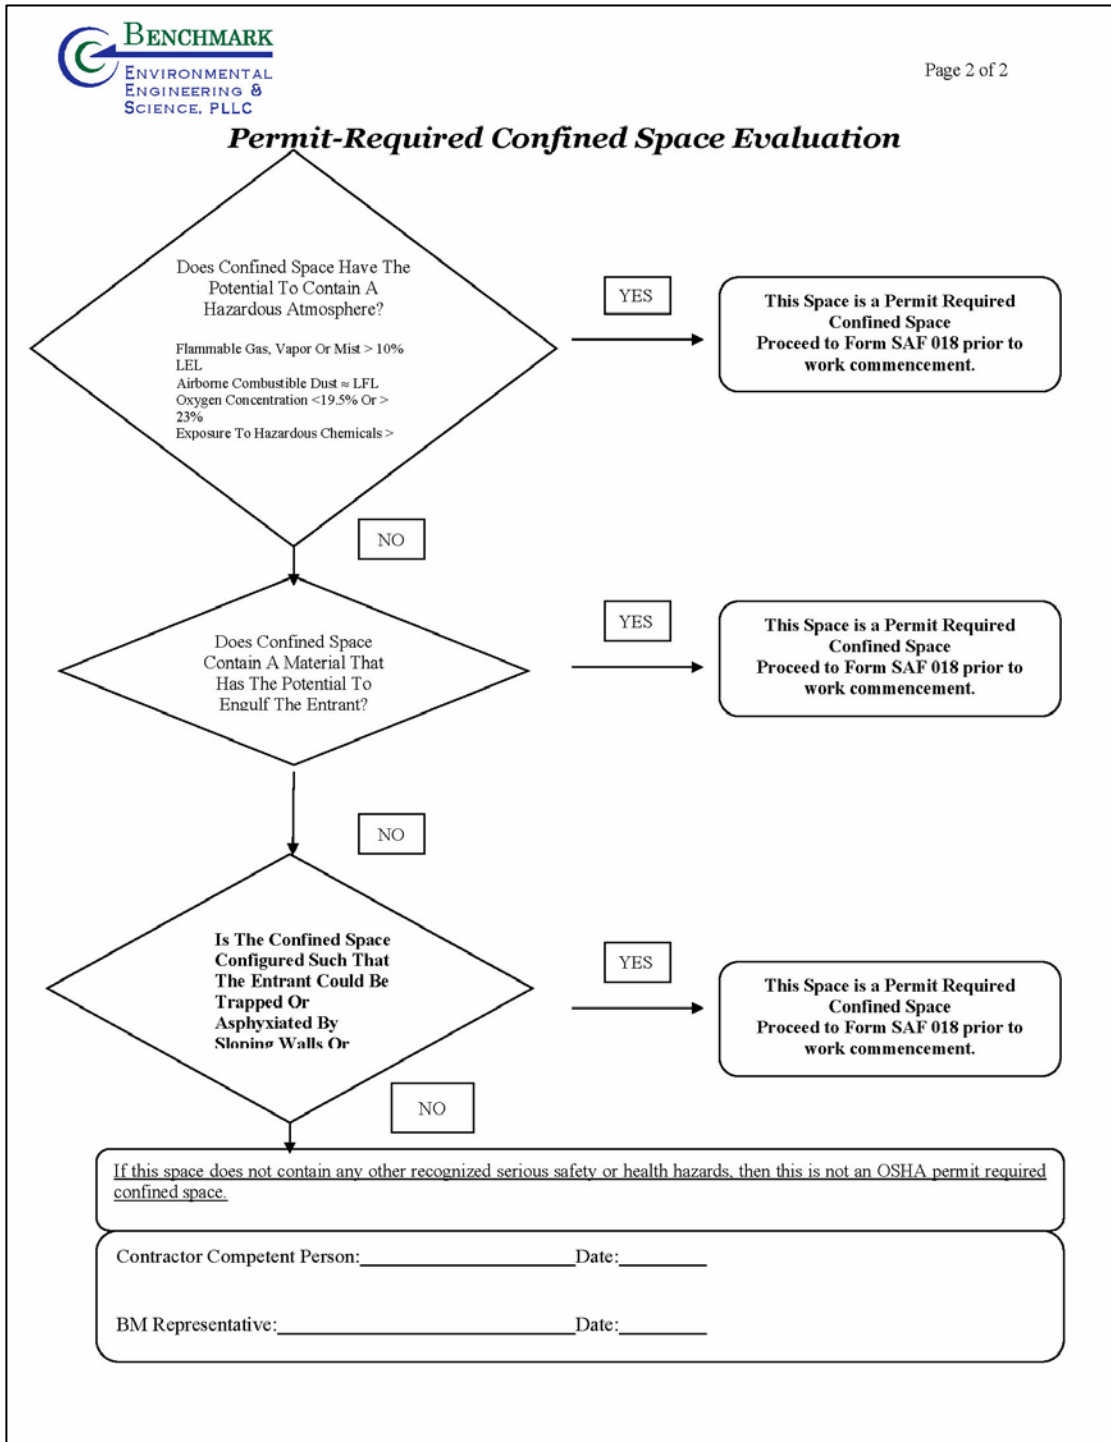 BENCHMARK
ENVIRONMENTAL
ENGINEERING &
SCIENCE, PLLC
Page 2 of 2
Permit-Required Confined Space Evaluation
Does Confined Space Have The
Potential To Contain A
Hazardous Atmosphere?
Flammable Gas, Vapor Or Mist > 10%
LEL
Airborne Combustible Dust ≈ LFL
Oxygen Concentration <19.5% Or >
23%
Exposure To Hazardous Chemicals >
YES
This Space is a Permit Required
Confined Space
Proceed to Form SAF 018 prior to
work commencement.
NO
Does Confined Space
Contain A Material That
Has The Potential To
Engulf The Entrant?
YES
This Space is a Permit Required
Confined Space
Proceed to Form SAF 018 prior to
work commencement.
NO
Is The Confined Space
Configured Such That
The Entrant Could Be
Trapped Or
Asphyxiated By
Sloping Walls Or
YES
This Space is a Permit Required
Confined Space
Proceed to Form SAF 018 prior to
work commencement.
NO
If this space does not contain any other recognized serious safety or health hazards, then this is not an OSHA permit required
confined space.
Contractor Competent Person:____________________Date:________
BM Representative:____________________________Date:________